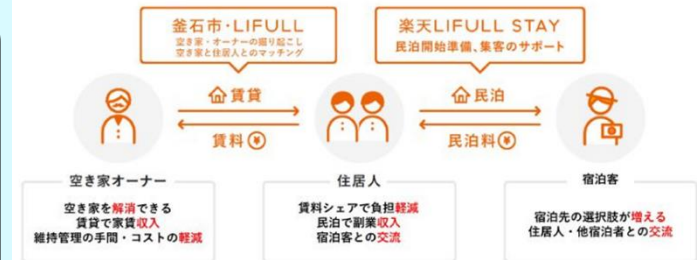 釜石市・LIFULL
空き家・オーナーの掘り起こし
空き家と住居人とのマッチング
楽天LIFULL STAY
民泊開始準備、集客のサポート
賃貸
賃料¥
民泊
民泊料¥
空き家オーナー
空き家を解消できる
賃貸で家賃収入
維持管理の手間・コストの軽減
住居人
賃料シェアで負担軽減
民泊で副業収入
宿泊客との交流
宿泊客
宿泊先の選択肢が増える
住居人・他宿泊者との交流